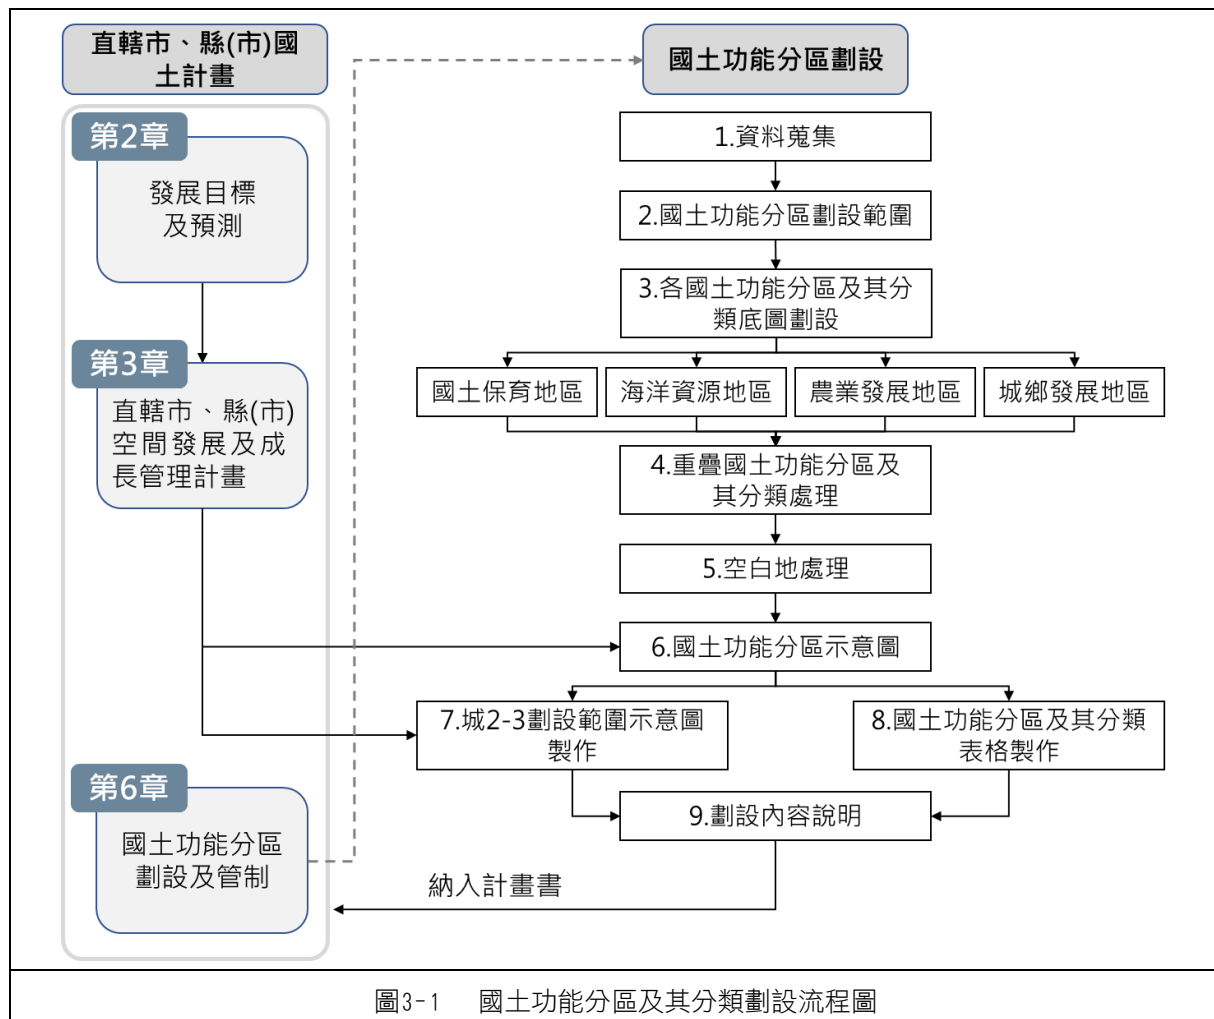 直轄市、縣(市)國
土計畫
第2章
發展目標
及預測
第3章
直轄市、縣(市)
空間發展及成
長管理計畫
第6章
國土功能分區
劃設及管制
國土功能分區劃設
1.資料蒐集
2.國土功能分區劃設範圍
3.各國土功能分區及其分
類底圖劃設
國土保育地區
海洋資源地區
農業發展地區
城鄉發展地區
4.重疊國土功能分區及
其分類處理
5.空白地處理
6.國土功能分區示意圖
7.城2-3劃設範圍示意圖
製作
8.國土功能分區及其分類
表格製作
9.劃設內容說明
納入計畫書
圖3-1 國土功能分區及其分類劃設流程圖